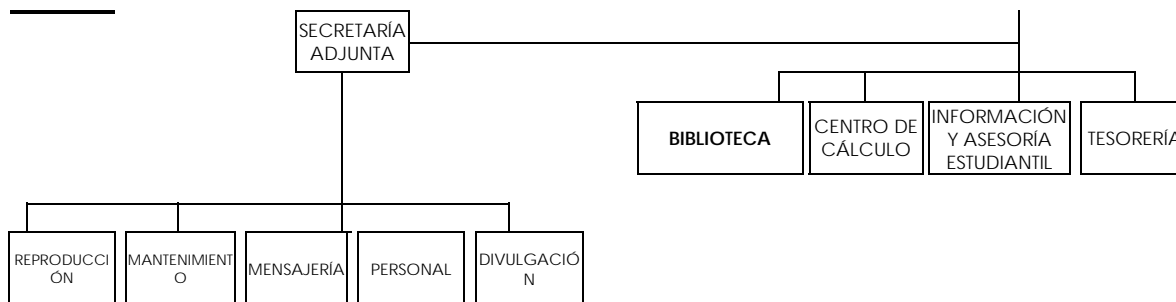 SECRETARÍA
ADJUNTA
BIBLIOTECA
CENTRO DE
CÁLCULO
INFORMACIÓN
Y ASESORÍA
ESTUDIANTIL
TESORERÍA
REPRODUCCI
ÓN
MANTENIMIENT
O
MENSAJERÍA
PERSONAL
DIVULGACIÓ
N